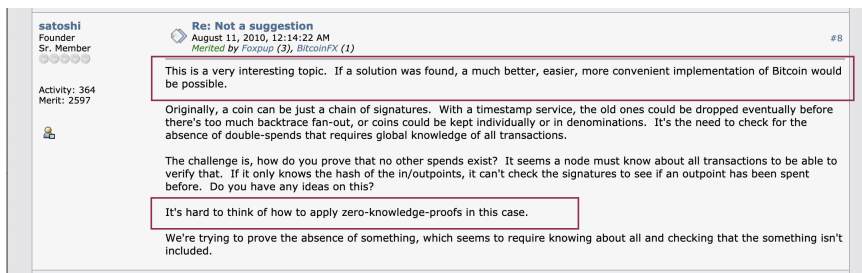 satoshi
Founder
Sr. Member
Activity: 364
Merit: 2597
Re: Not a suggestion
August 11, 2010, 12:14:22 AM
Merited by Foxpup (3), BitcoinFX (1)
#8
This is a very interesting topic.  If a solution was found, a much better, easier, more convenient implementation of Bitcoin would
be possible.
Originally, a coin can be just a chain of signatures.  With a timestamp service, the old ones could be dropped eventually before
there's too much backtrace fan-out, or coins could be kept individually or in denominations.  It's the need to check for the
absence of double-spends that requires global knowledge of all transactions.
The challenge is, how do you prove that no other spends exist?  It seems a node must know about all transactions to be able to
verify that.  If it only knows the hash of the in/outpoints, it can't check the signatures to see if an outpoint has been spent
before.  Do you have any ideas on this?
It's hard to think of how to apply zero-knowledge-proofs in this case.
We're trying to prove the absence of something, which seems to require knowing about all and checking that the something isn't
included.